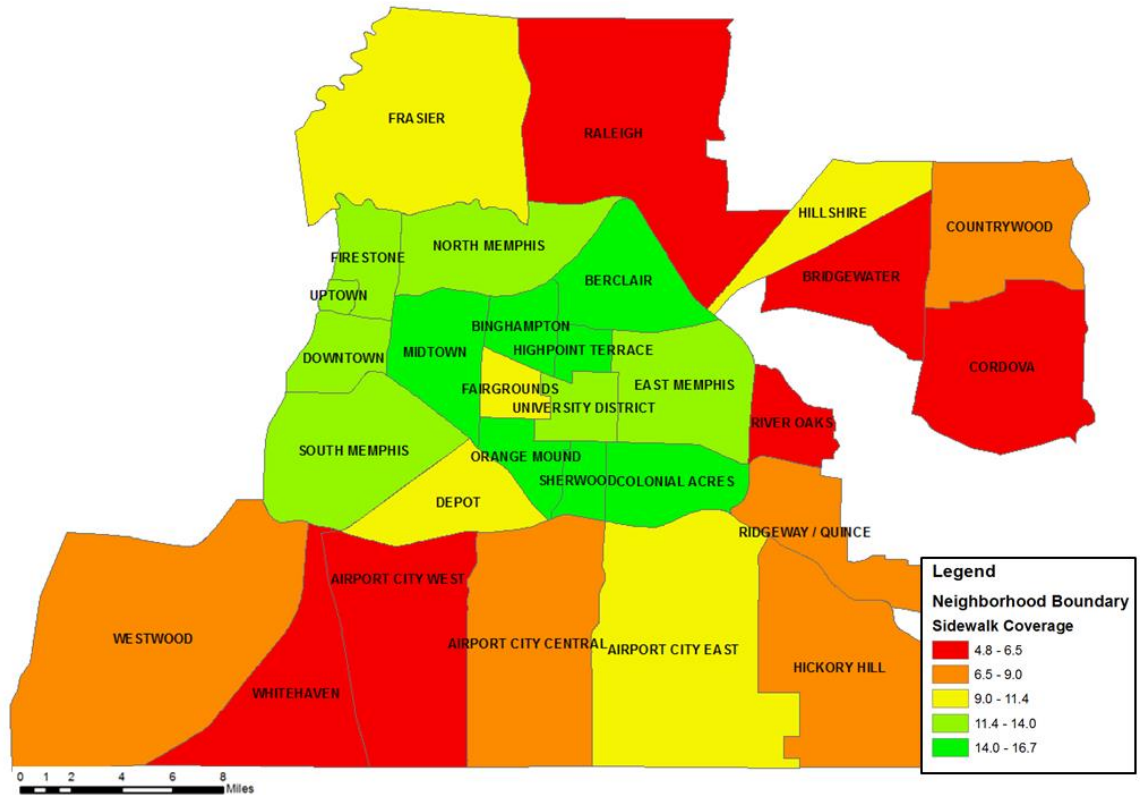 FRASIER
RALEIGH
HILLSHIRE
COUNTRYWOOD
NORTH MEMPHIS
FIRESTONE
BERCLAIR
BRIDGEWATER
UPTOWN
BINGHAMPTON
DOWNTOWN
MIDTOWN
HIGHPOINT TERRACE
CORDOVA
FAIRGROUNDS
EAST MEMPHIS
UNIVERSITY DISTRICT
RIVER OAKS
SOUTH MEMPHIS
ORANGE MOUND
SHERWOOD
COLONIAL ACRES
DEPOT
RIDGEWAY / QUINCE
AIRPORT CITY WEST
WESTWOOD
AIRPORT CITY CENTRAL
AIRPORT CITY EAST
HICKORY HILL
WHITEHAVEN
Legend
Neighborhood Boundary
Sidewalk Coverage
4.8 - 6.5
6.5 - 9.0
9.0 - 11.4
11.4 - 14.0
14.0 - 16.7
0 1 2 4 6 8
Miles